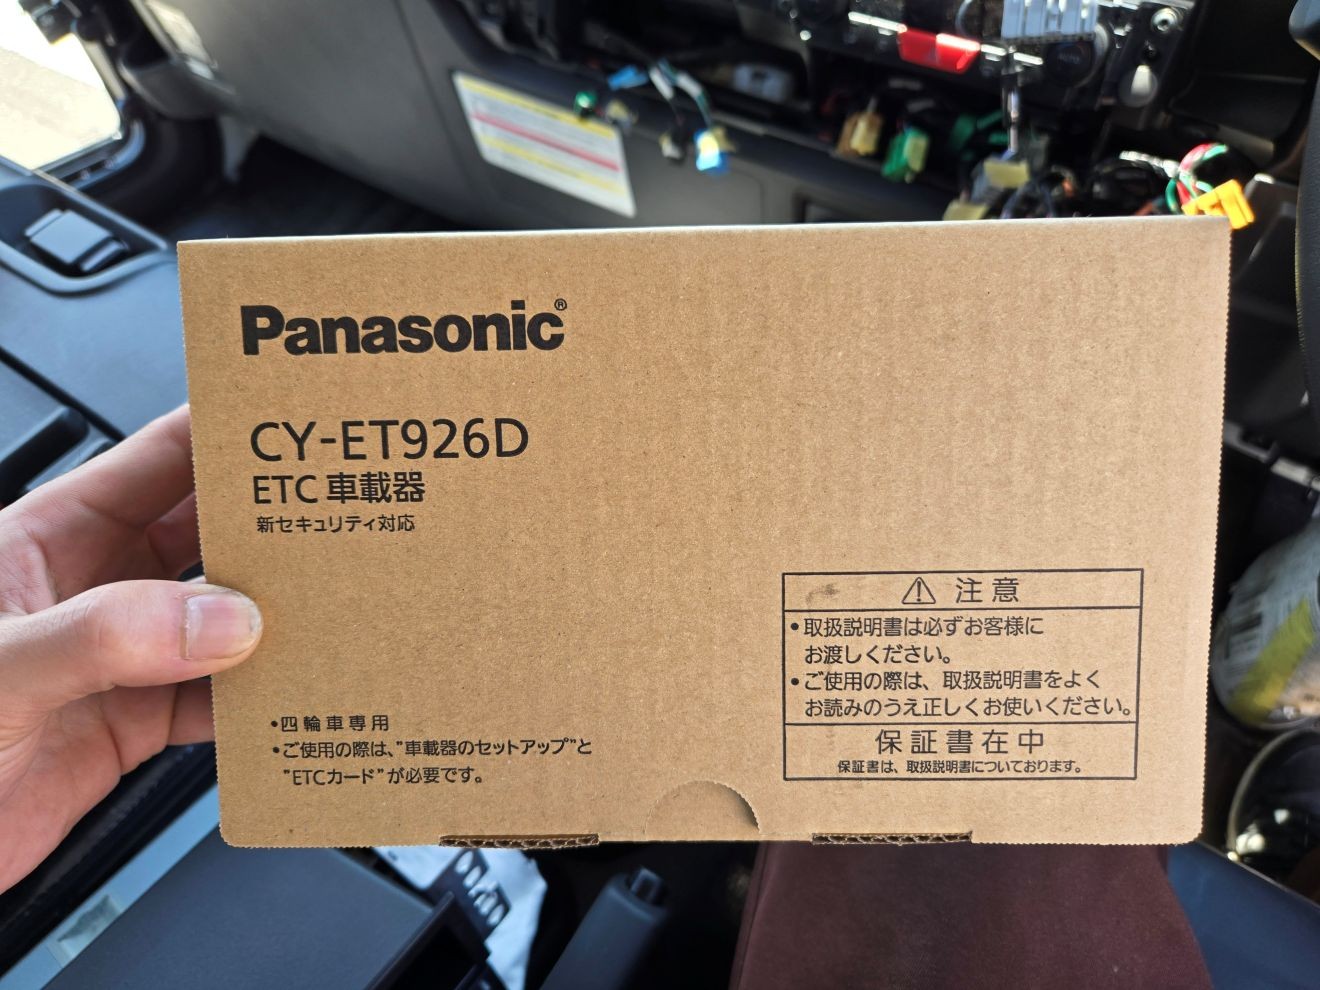 Panasonic®
CY-ET926D
ETC 車載器
新セキュリティ対応
⚠ 注意
•取扱説明書は必ずお客様に
お渡しください。
•ご使用の際は、取扱説明書をよく
お読みのうえ正しくお使いください。
保証書在中
保証書は、取扱説明書についております。
•四輪車専用
•ご使用の際は、"車載器のセットアップ"と
"ETCカード"が必要です。
AUTO